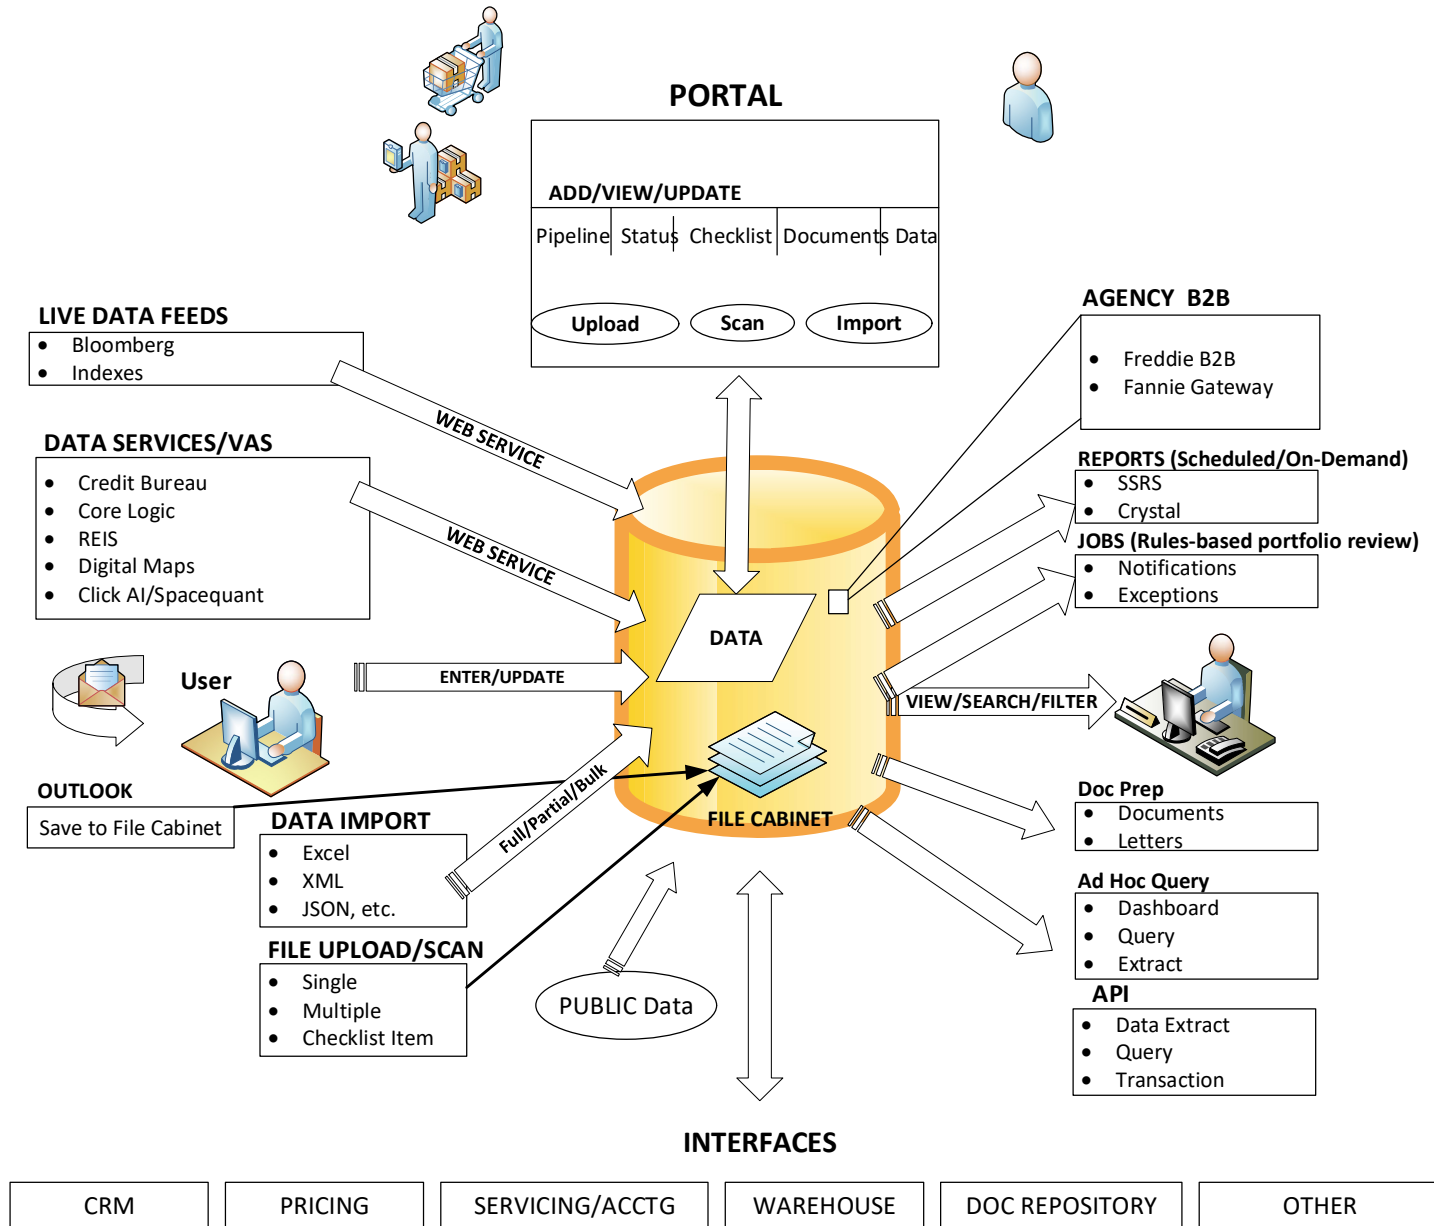 PORTAL
ADD/VIEW/UPDATE
Pipeline Status Checklist Documents Data
Upload Scan Import
LIVE DATA FEEDS
• Bloomberg
• Indexes
WEB SERVICE
DATA SERVICES/VAS
• Credit Bureau
• Core Logic
• REIS
• Digital Maps
• Click AI/Spacequant
WEB SERVICE
User
ENTER/UPDATE
OUTLOOK
Save to File Cabinet
DATA IMPORT
• Excel
• XML
• JSON, etc.
Full/Partial/Bulk
FILE UPLOAD/SCAN
• Single
• Multiple
• Checklist Item
DATA
FILE CABINET
PUBLIC Data
AGENCY B2B
• Freddie B2B
• Fannie Gateway
REPORTS (Scheduled/On-Demand)
• SSRS
• Crystal
JOBS (Rules-based portfolio review)
• Notifications
• Exceptions
VIEW/SEARCH/FILTER
Doc Prep
• Documents
• Letters
Ad Hoc Query
• Dashboard
• Query
• Extract
API
• Data Extract
• Query
• Transaction
INTERFACES
CRM PRICING SERVICING/ACCTG WAREHOUSE DOC REPOSITORY OTHER